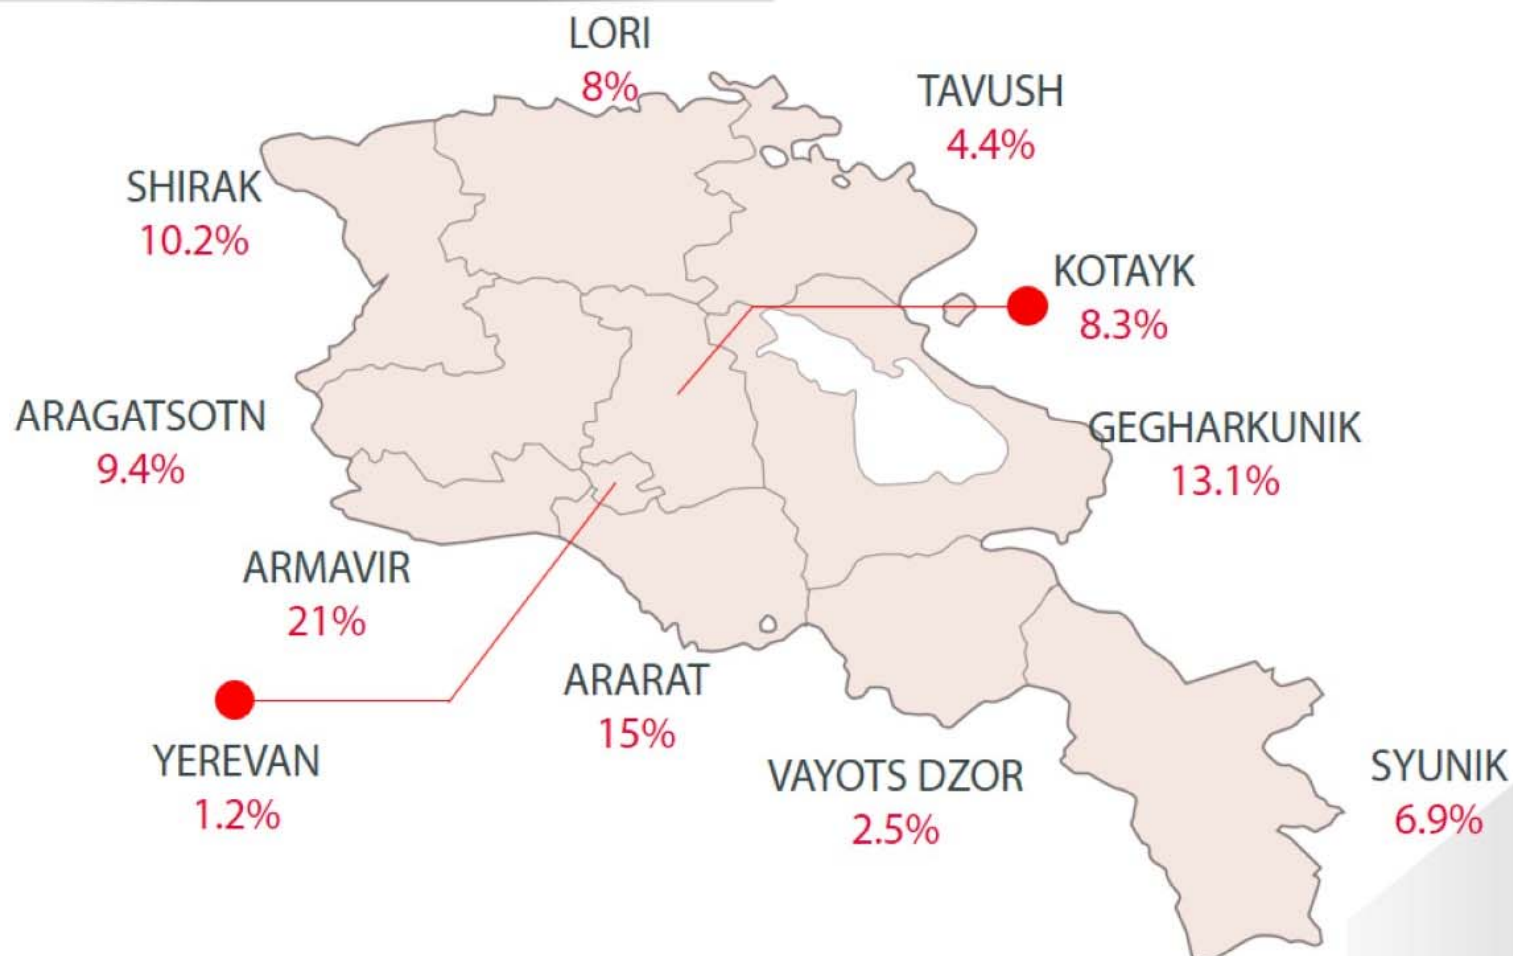 LORI
8%
TAVUSH
4.4%
SHIRAK
10.2%
KOTAYK
8.3%
ARAGATSOTN
9.4%
GEGHARKUNIK
13.1%
ARMAVIR
21%
ARARAT
15%
YEREVAN
1.2%
VAYOTS DZOR
2.5%
SYUNIK
6.9%